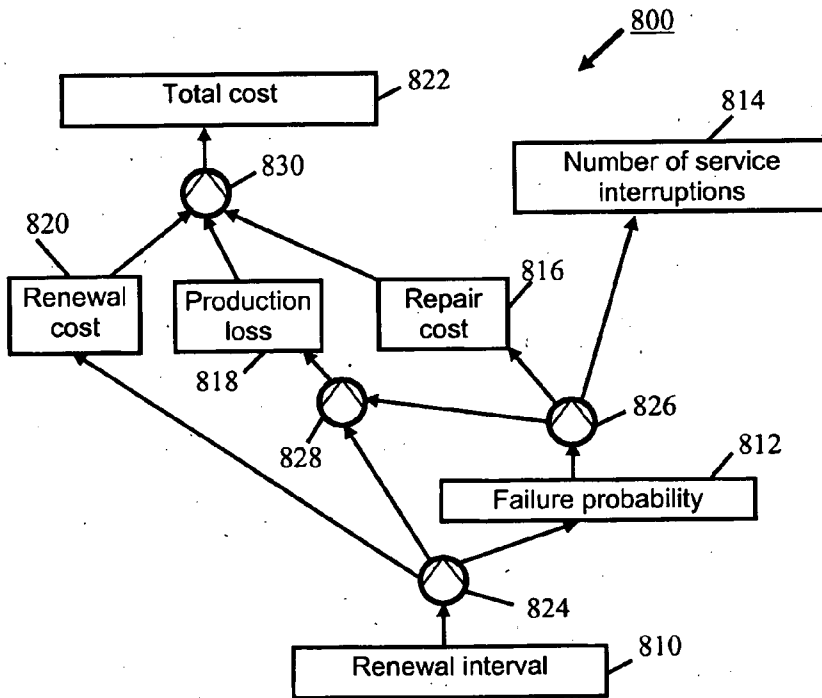 800
Total cost
822
814
Number of service
interruptions
830
820
Renewal
cost
Production
loss
818
Repair
cost
816
828
826
812
Failure probability
824
Renewal interval
810